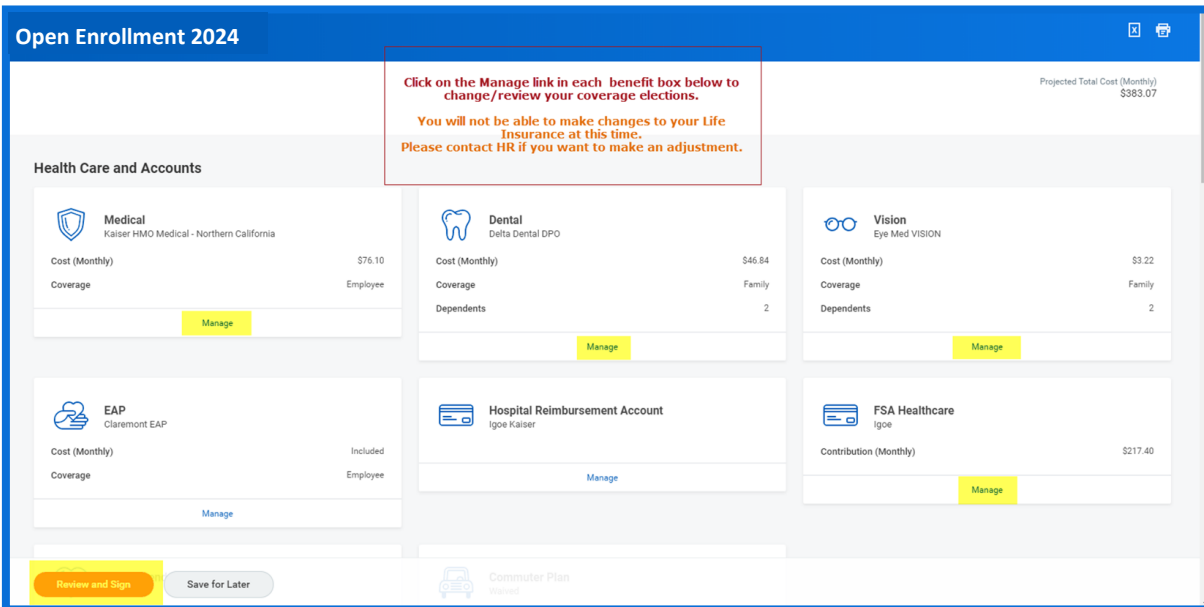 Open Enrollment 2024
Click on the Manage link in each benefit box below to
change/review your coverage elections.
You will not be able to make changes to your Life
Insurance at this time.
Please contact HR if you want to make an adjustment.
Projected Total Cost (Monthly)
$383.07
Health Care and Accounts
Medical
Kaiser HMO Medical - Northern California
Cost (Monthly) $76.10
Coverage Employee
Manage
Dental
Delta Dental DPO
Cost (Monthly) $46.84
Coverage Family
Dependents 2
Manage
Vision
Eye Med VISION
Cost (Monthly) $3.22
Coverage Family
Dependents 2
Manage
EAP
Claremont EAP
Cost (Monthly) Included
Coverage Employee
Manage
Hospital Reimbursement Account
Igoe Kaiser
Manage
FSA Healthcare
Igoe
Contribution (Monthly) $217.40
Manage
Commuter Plan
Waived
Review and Sign
Save for Later